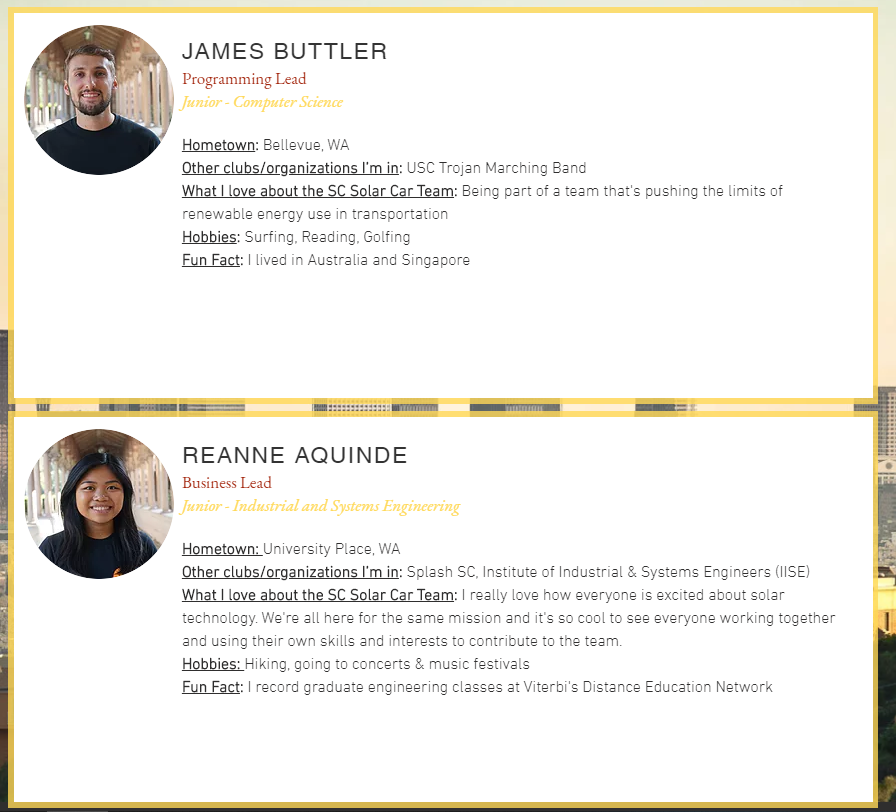 JAMES BUTTLER
Programming Lead
Junior - Computer Science
Hometown: Bellevue, WA
Other clubs/organizations I'm in: USC Trojan Marching Band
What I love about the SC Solar Car Team: Being part of a team that's pushing the limits of
renewable energy use in transportation
Hobbies: Surfing, Reading, Golfing
Fun Fact: I lived in Australia and Singapore
REANNE AQUINDE
Business Lead
Junior - Industrial and Systems Engineering
Hometown: University Place, WA
Other clubs/organizations I'm in: Splash SC, Institute of Industrial & Systems Engineers (IISE)
What I love about the SC Solar Car Team: I really love how everyone is excited about solar
technology. We're all here for the same mission and it's so cool to see everyone working together
and using their own skills and interests to contribute to the team.
Hobbies: Hiking, going to concerts & music festivals
Fun Fact: I record graduate engineering classes at Viterbi's Distance Education Network